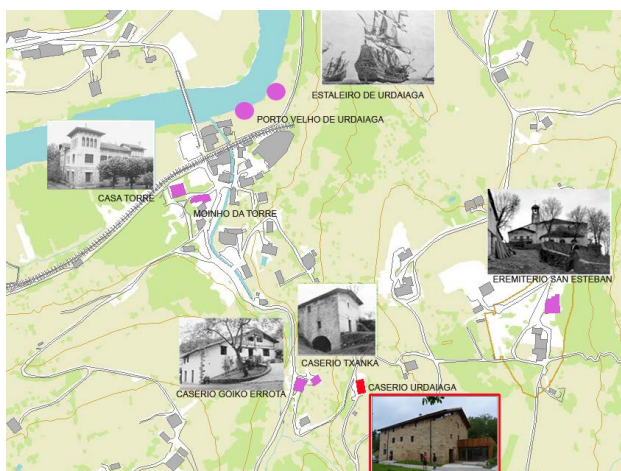 ESTALEIRO DE URDAIAGA
PORTO VELHO DE URDAIAGA
CASA TORRE
MOINHO DA TORRE
EREMITERIO SAN ESTEBAN
CASERIO TXANKA
CASERIO GOIKO ERROTA
CASERIO URDAIAGA